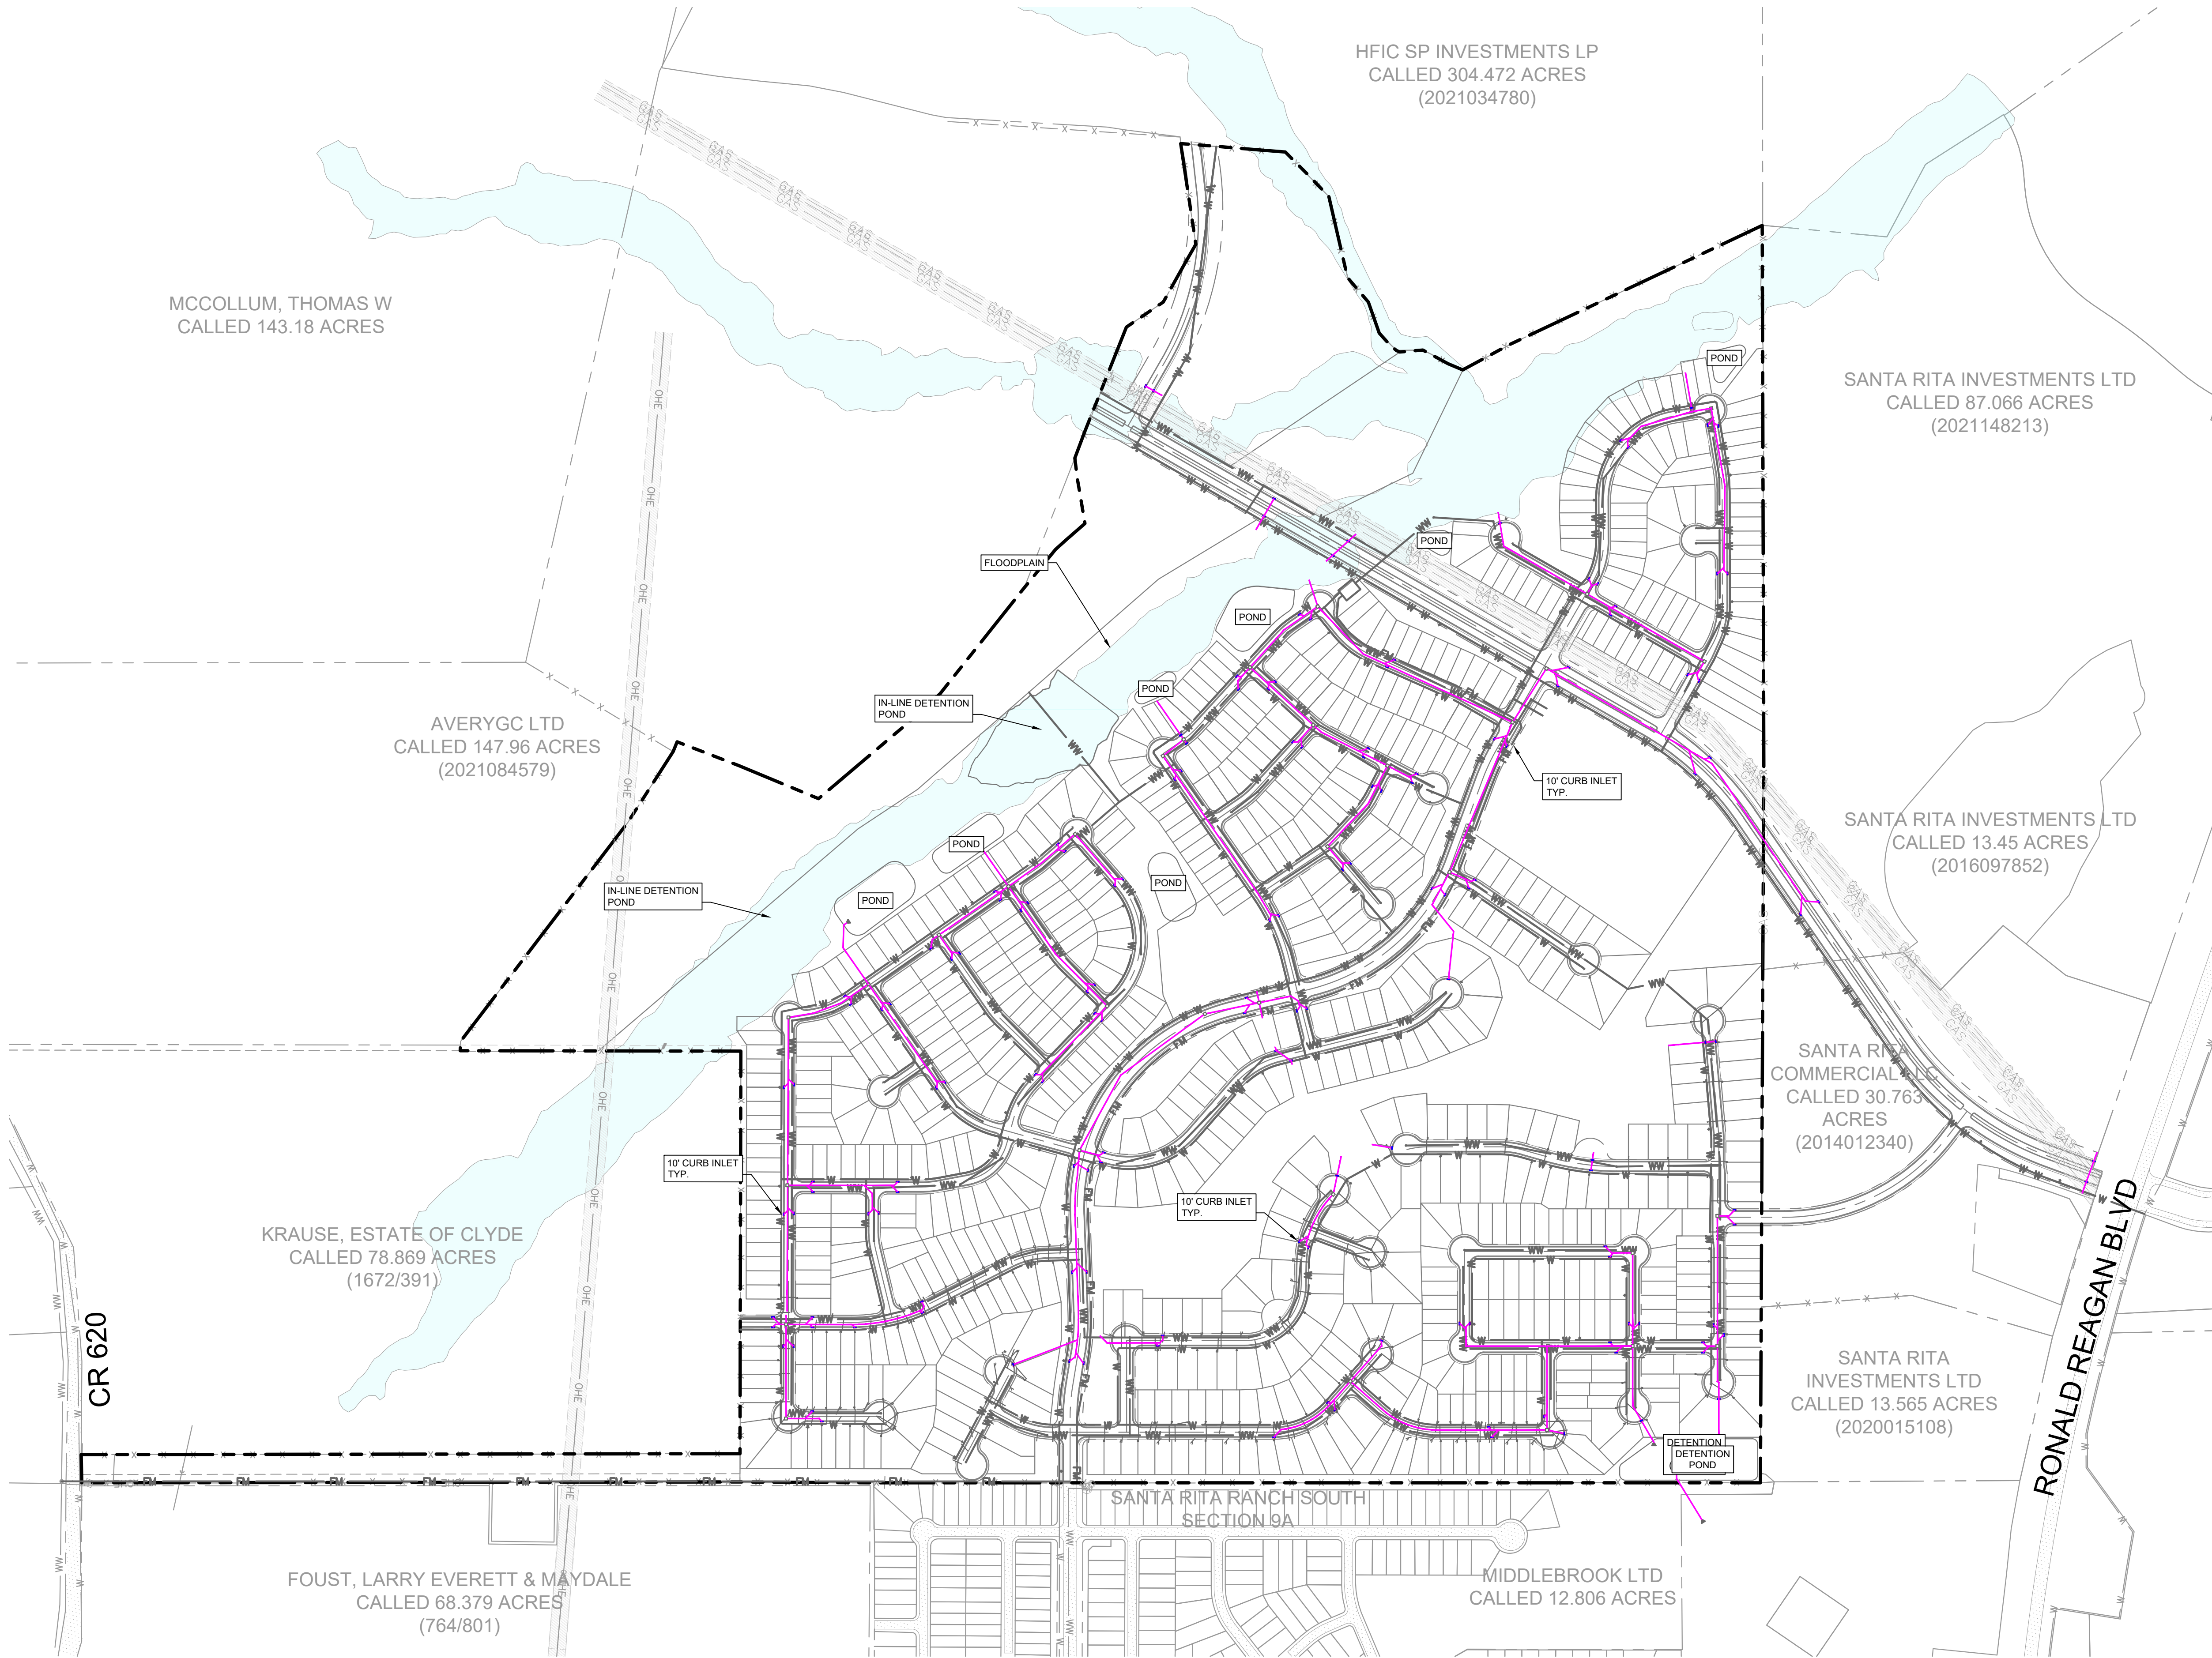 HFIC SP INVESTMENTS LP
CALLED 304.472 ACRES
(2021034780)
MCCOLLUM, THOMAS W
CALLED 143.18 ACRES
SANTA RITA INVESTMENTS LTD
CALLED 87.066 ACRES
(2021148213)
POND
POND
FLOODPLAIN
POND
POND
IN-LINE DETENTION
POND
AVERYGC LTD
CALLED 147.96 ACRES
(2021084579)
10' CURB INLET
TYP.
SANTA RITA INVESTMENTS LTD
CALLED 13.45 ACRES
(2016097852)
POND
POND
POND
IN-LINE DETENTION
POND
SANTA RITA
COMMERCIAL LLC
CALLED 30.763
ACRES
(2014012340)
10' CURB INLET
TYP.
10' CURB INLET
TYP.
KRAUSE, ESTATE OF CLYDE
CALLED 78.869 ACRES
(1672/391)
CR 620
RONALD REAGAN BLVD
SANTA RITA
INVESTMENTS LTD
CALLED 13.565 ACRES
(2020015108)
DETENTION
DETENTION
POND
SANTA RITA RANCH SOUTH
SECTION 9A
FOUST, LARRY EVERETT & MAYDALE
CALLED 68.379 ACRES
(764/801)
MIDDLEBROOK LTD
CALLED 12.806 ACRES
GAS
OHE
WW
W
FM